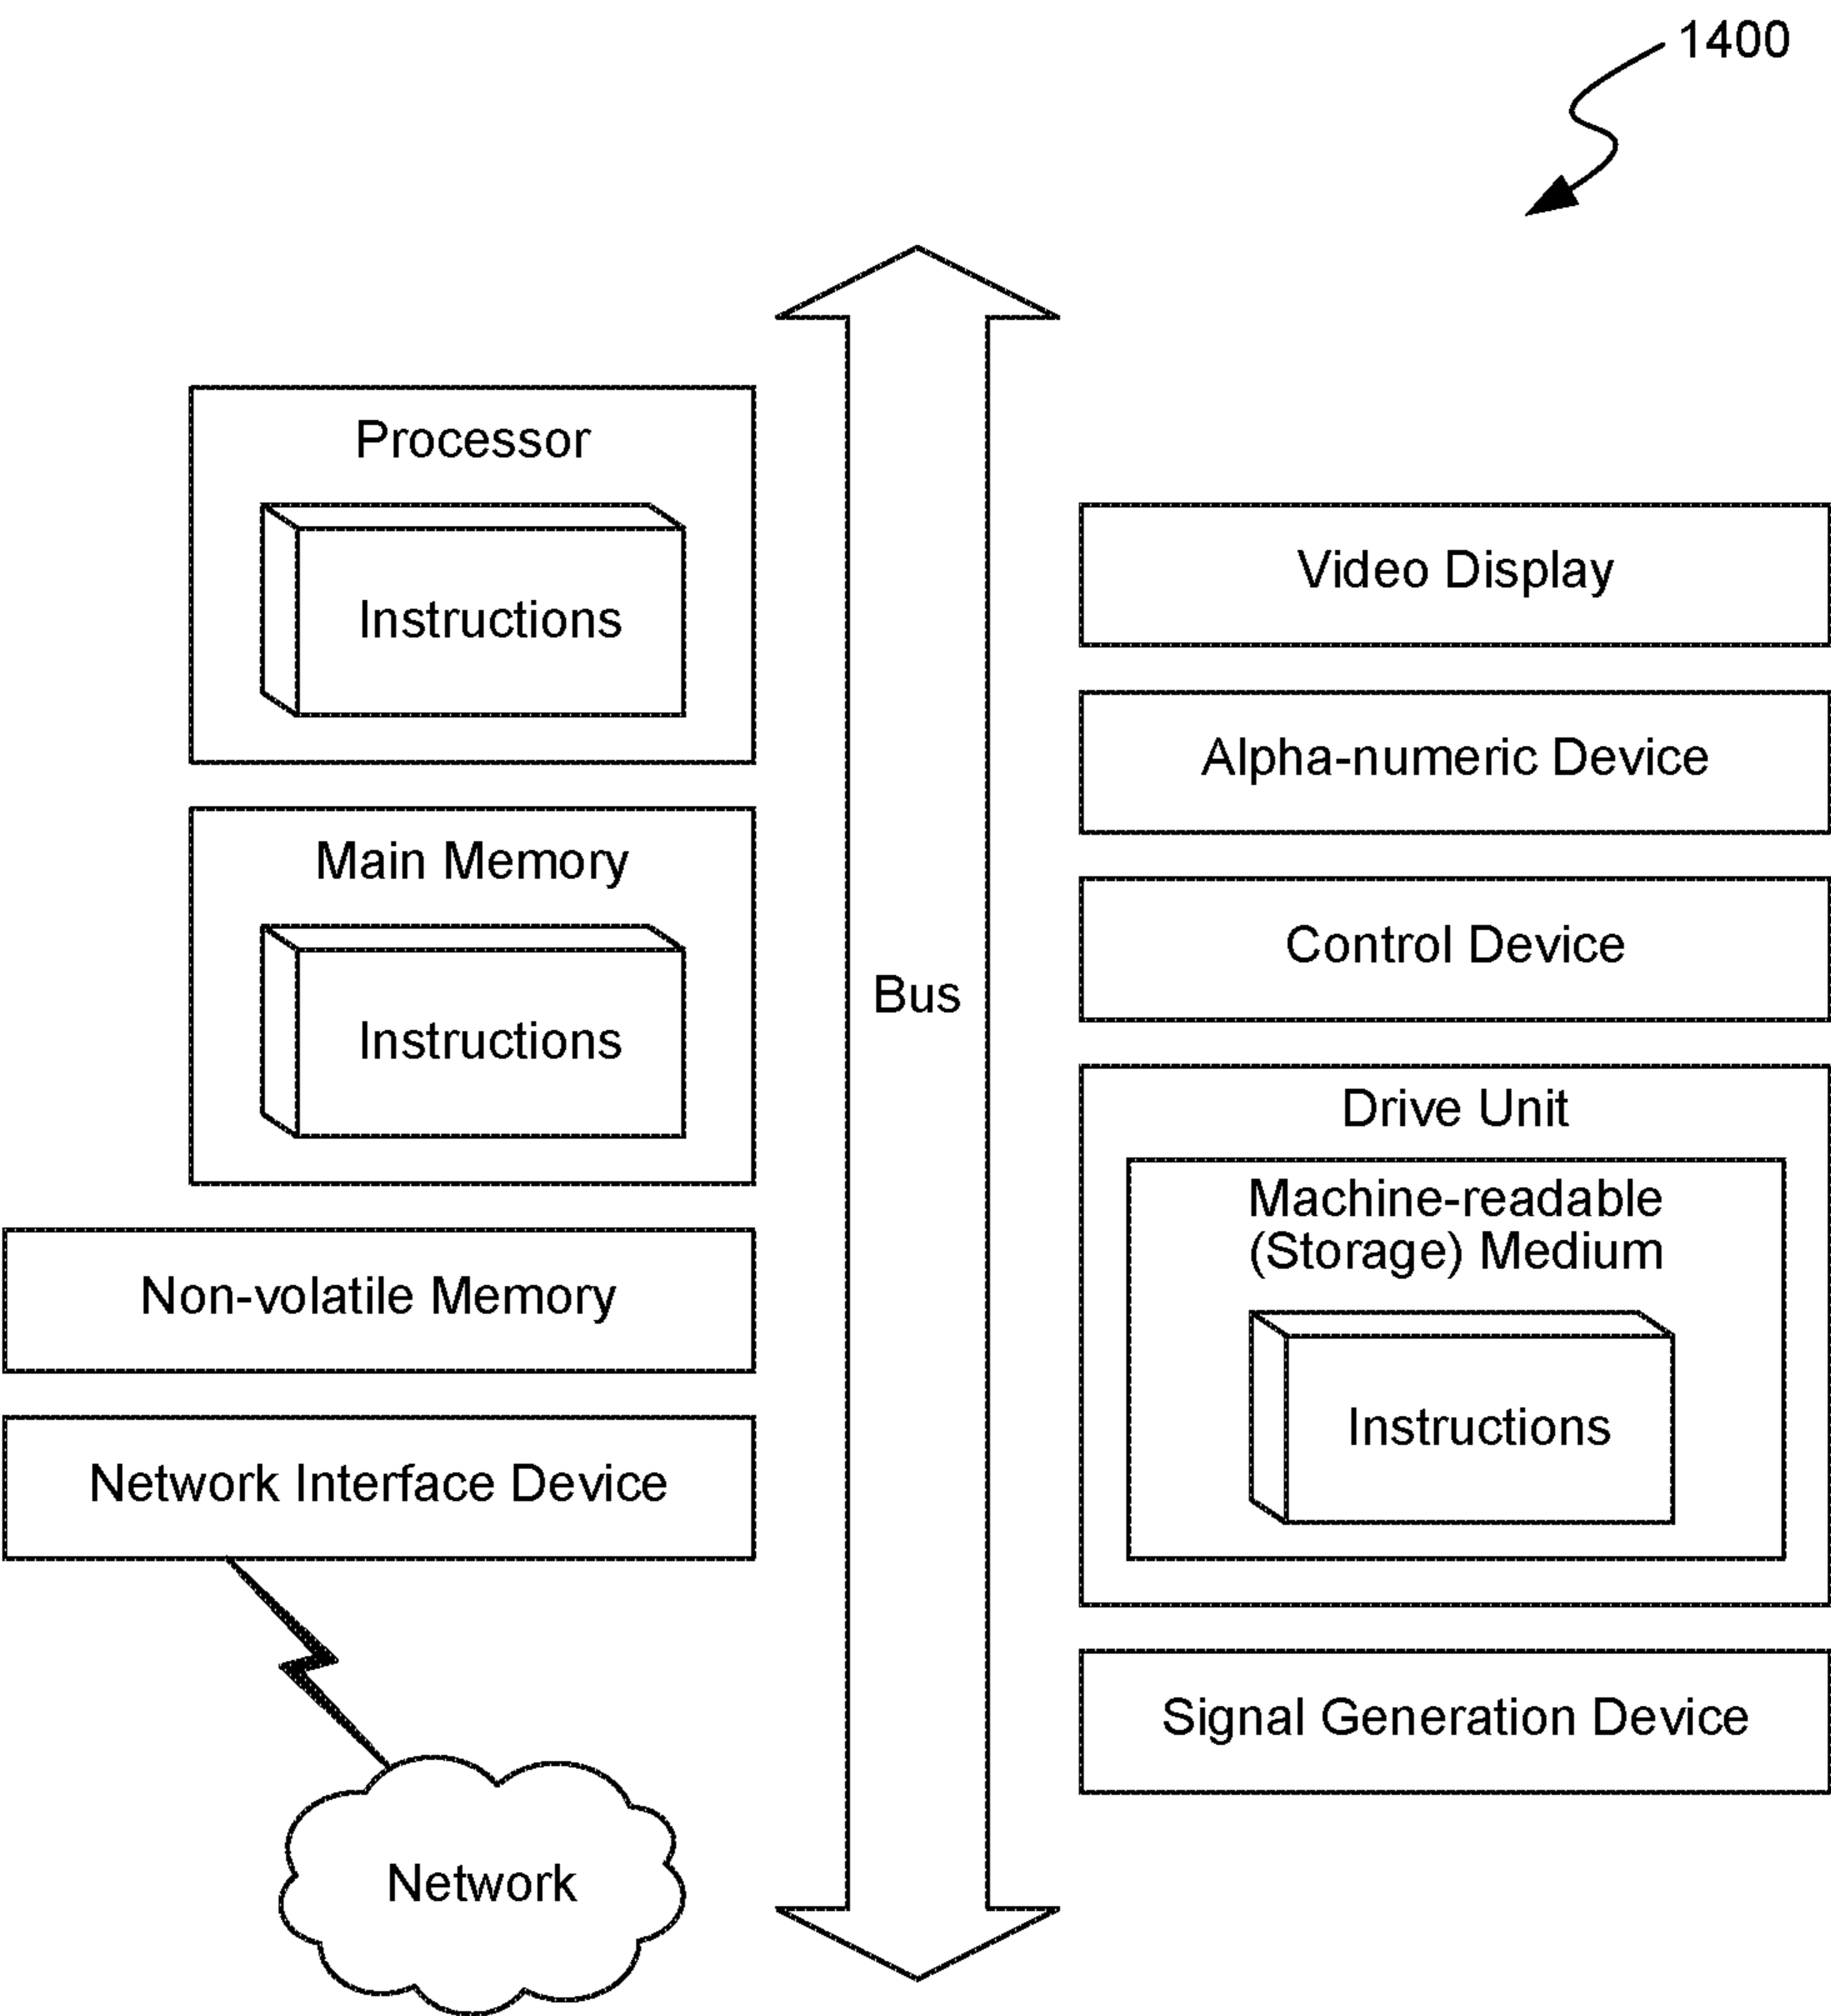 1400
Processor
Instructions
Main Memory
Instructions
Non-volatile Memory
Network Interface Device
Network
Bus
Video Display
Alpha-numeric Device
Control Device
Drive Unit
Machine-readable
(Storage) Medium
Instructions
Signal Generation Device